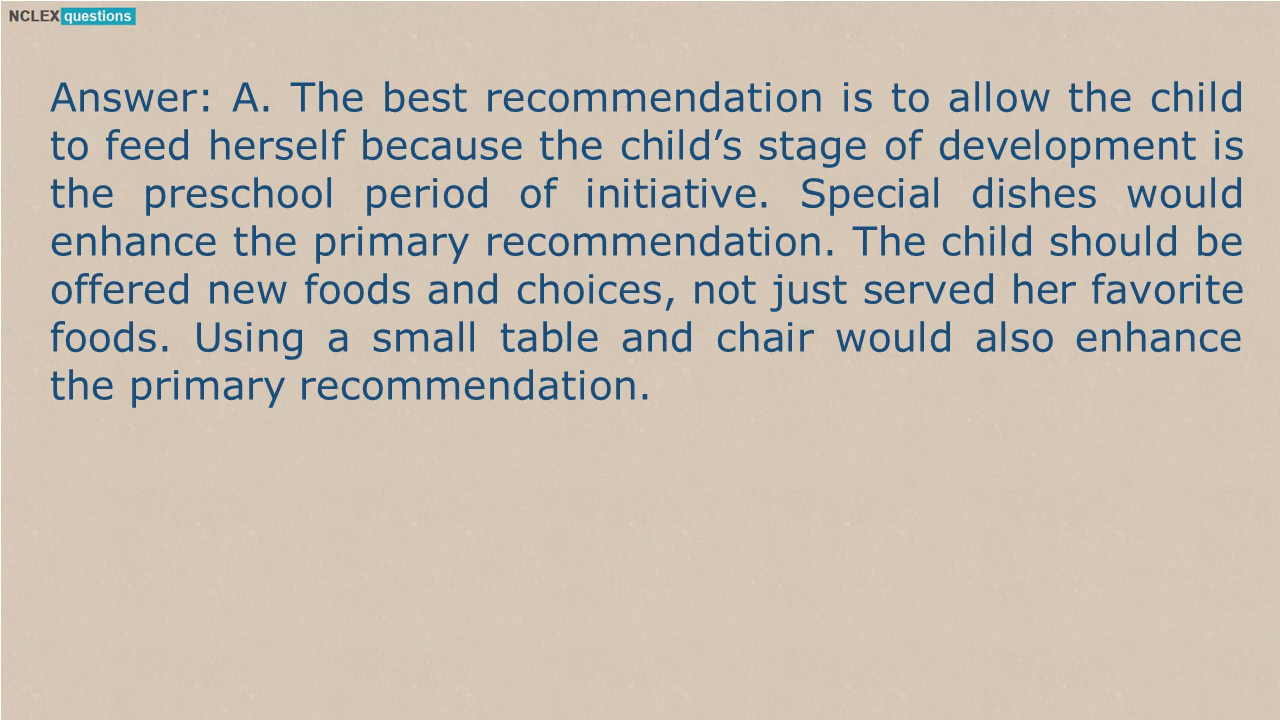 NCLEX questions
Answer: A. The best recommendation is to allow the child
to feed herself because the child’s stage of development is
the preschool period of initiative. Special dishes would
enhance the primary recommendation. The child should be
offered new foods and choices, not just served her favorite
foods. Using a small table and chair would also enhance
the primary recommendation.